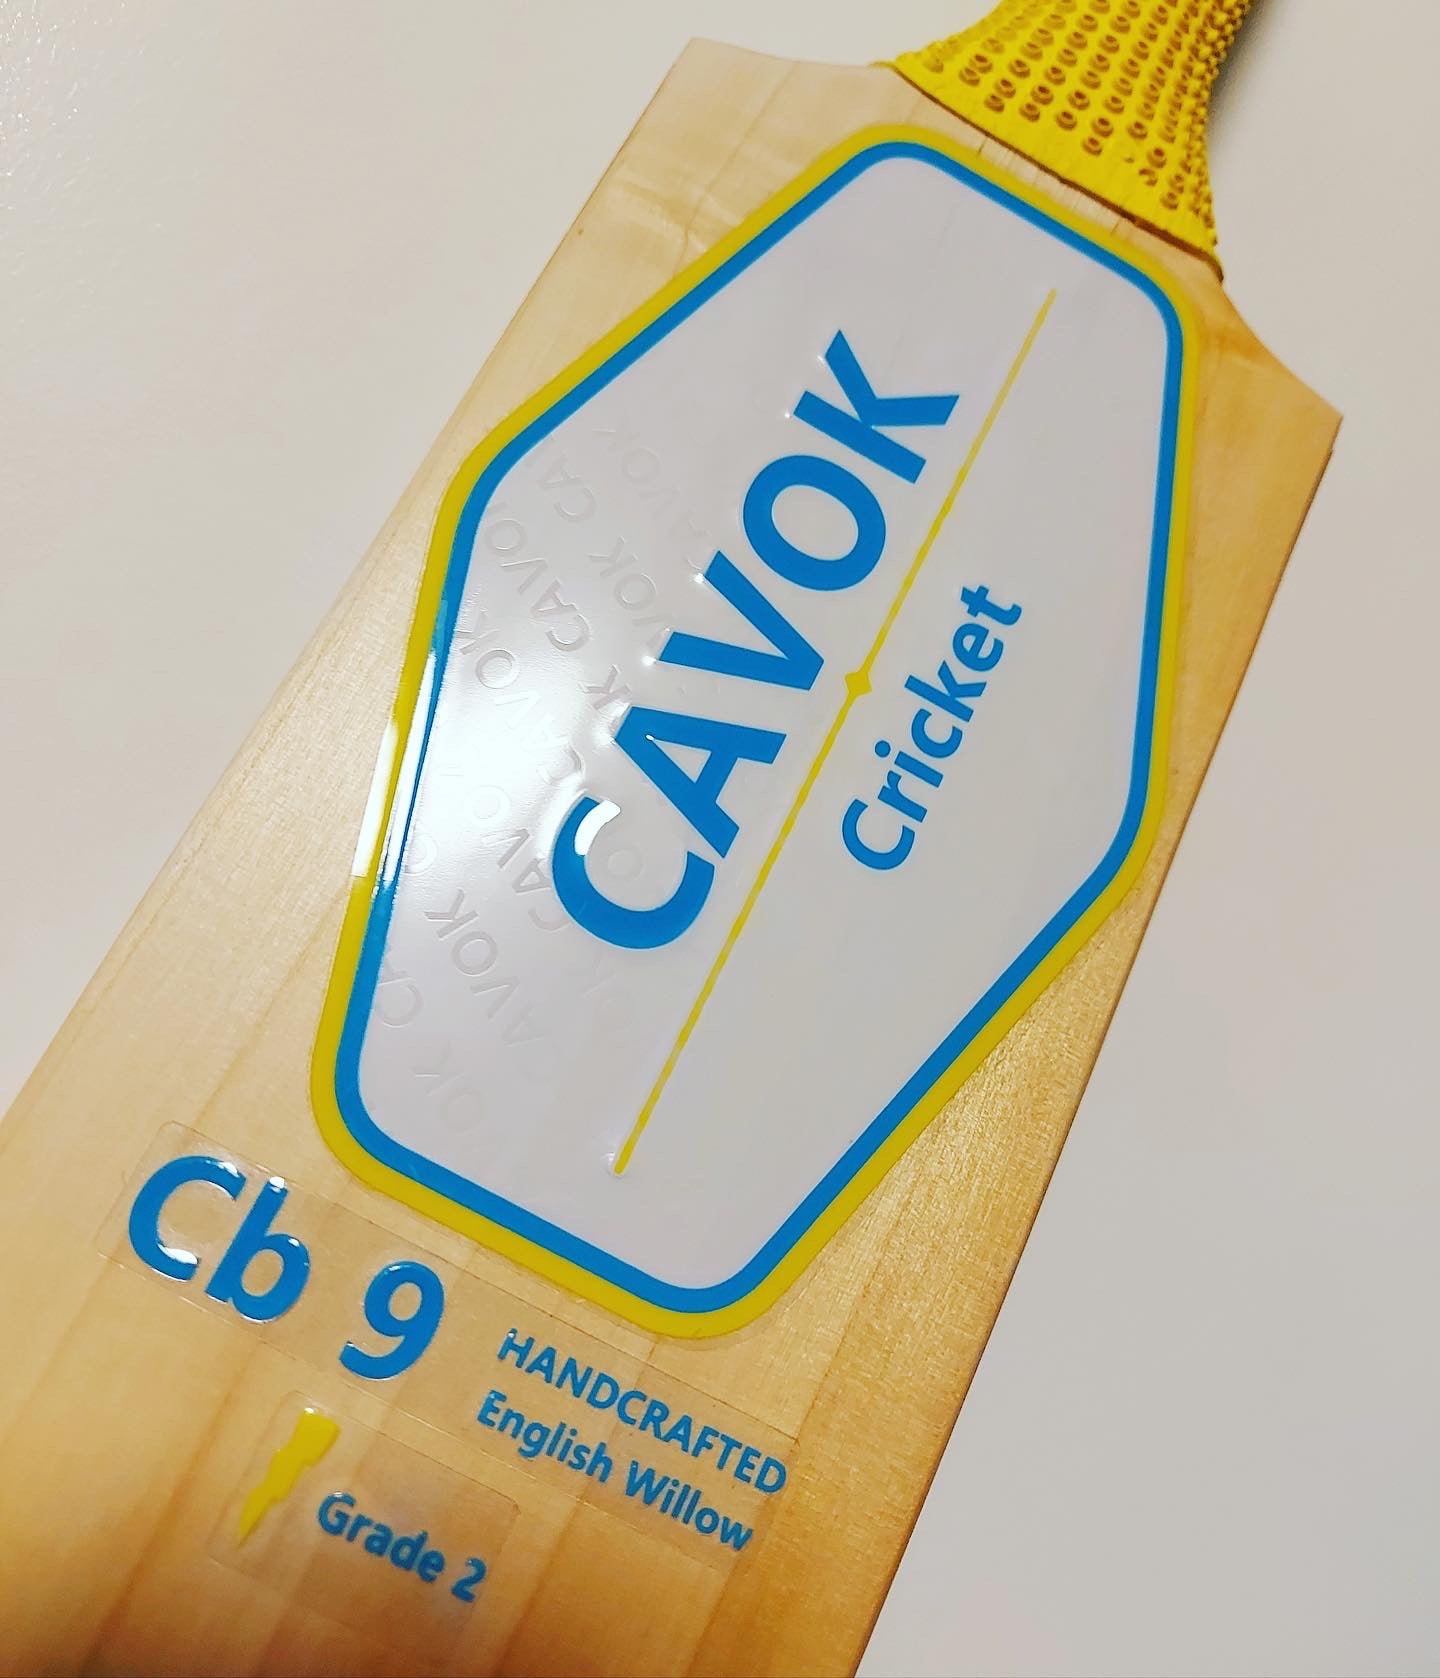 CAVOK
Cricket
Cb 9
HANDCRAFTED
English Willow
Grade 2